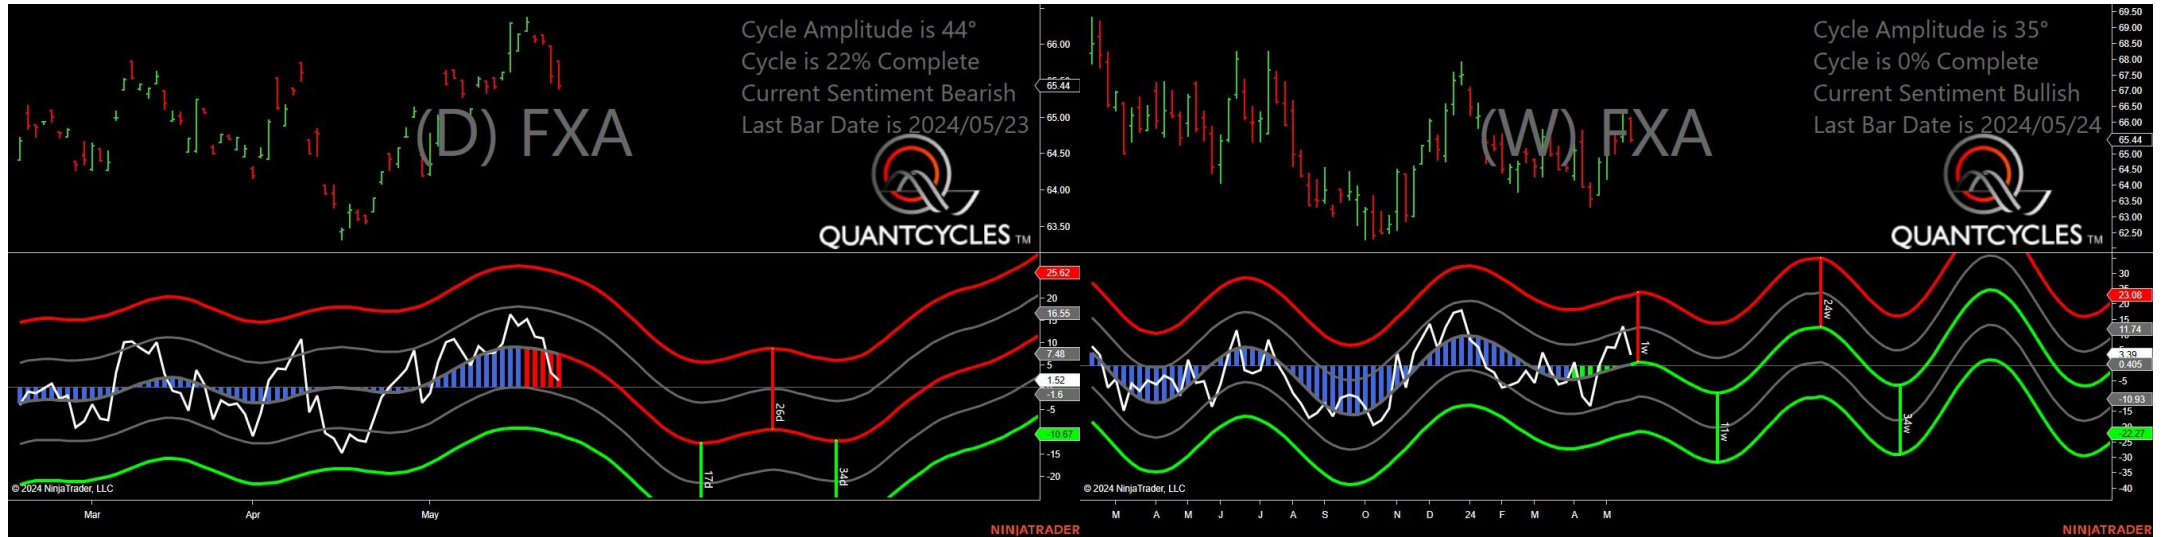 Cycle Amplitude is 44°
Cycle is 22% Complete
Current Sentiment Bearish
Last Bar Date is 2024/05/23
(D) FXA
QUANTCYCLES TM
66.00
65.44
65.00
64.50
64.00
63.50
25.62
20
16.55
10
7.48
5
1.52
-1.6
-5
-10.67
-15
-20
17d
26d
34d
© 2024 NinjaTrader, LLC
Mar Apr May
NINJATRADER
Cycle Amplitude is 35°
Cycle is 0% Complete
Current Sentiment Bullish
Last Bar Date is 2024/05/24
(W) FXA
QUANTCYCLES TM
69.50
69.00
68.50
68.00
67.50
67.00
66.50
66.00
65.44
65.00
64.50
64.00
63.50
63.00
62.50
30
23.08
20
15
11.74
3.39
0.405
-5
-10.93
-15
-22.27
-25
-30
-35
-40
1w
11w
24w
34w
© 2024 NinjaTrader, LLC
M A M J J A S O N D 24 F M A M
NINJATRADER